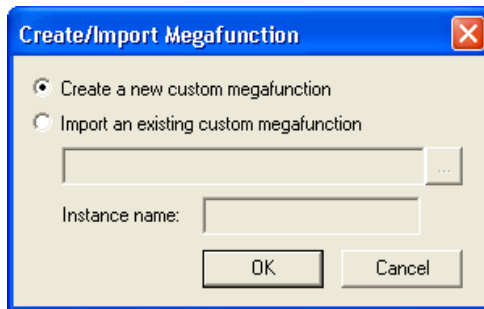 Create/Import Megafunction
Create a new custom megafunction
Import an existing custom megafunction
...
Instance name:
OK
Cancel